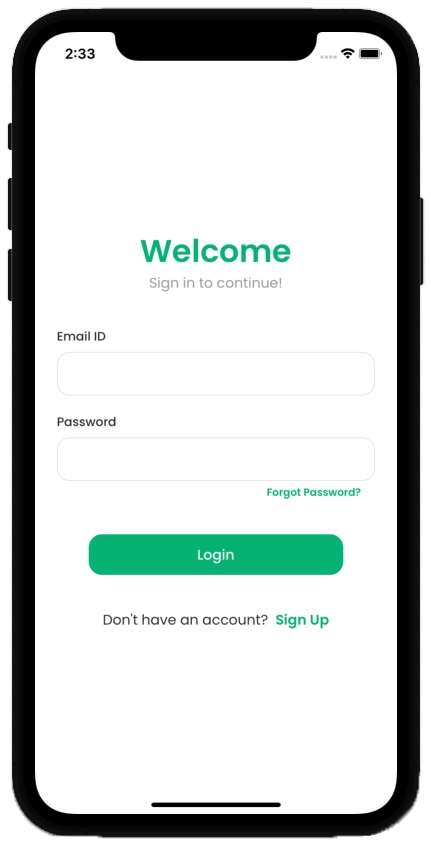 2:33
Welcome
Sign in to continue!
Email ID
Password
Forgot Password?
Login
Don't have an account? Sign Up